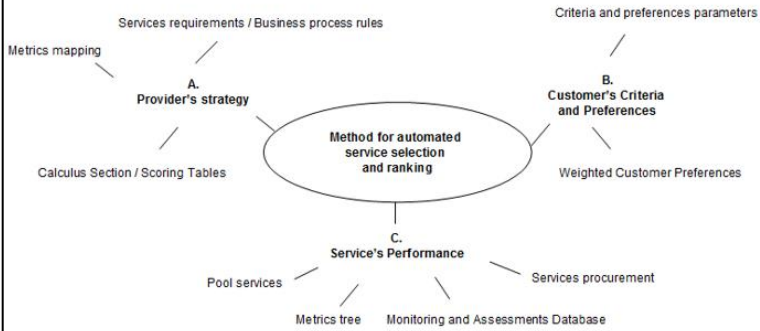 Services requirements / Business process rules
Metrics mapping
A.
Provider's strategy
Calculus Section / Scoring Tables
Method for automated
service selection
and ranking
Criteria and preferences parameters
B.
Customer's Criteria
and Preferences
Weighted Customer Preferences
C.
Service's Performance
Pool services
Metrics tree
Monitoring and Assessments Database
Services procurement